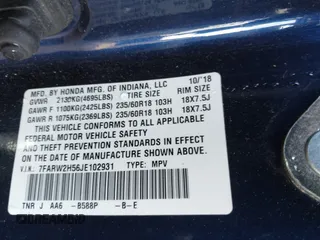 MFD. BY HONDA MFG. OF INDIANA, LLC 10/'18
GVWR 2130KG(4695LBS) TIRE SIZE RIM SIZE
GAWR F 1100KG(2425LBS) 235/60R18 103H 18X7.5J
GAWR R 1075KG(2369LBS) 235/60R18 103H 18X7.5J
THIS VEHICLE CONFORMS TO ALL APPLICABLE
FEDERAL MOTOR VEHICLE SAFETY
AND THEFT PREVENTION STANDARDS IN EFFECT
ON THE DATE OF MANUFACTURE SHOWN ABOVE.
V.I.N.: 7FARW2H56JE102931 TYPE: MPV
TNR J AA6 -B588P -B-E